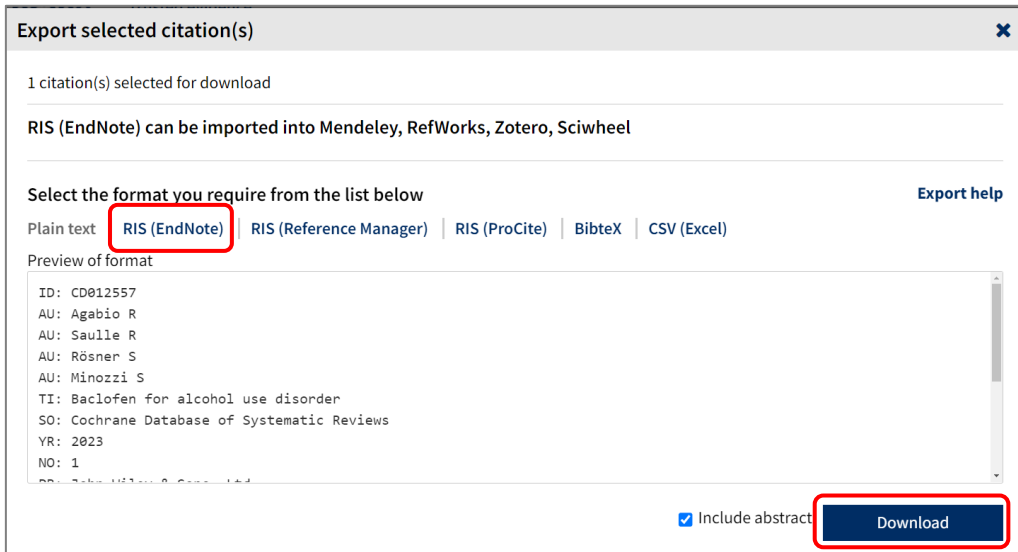 Export selected citation(s)
1 citation(s) selected for download
RIS (EndNote) can be imported into Mendeley, RefWorks, Zotero, Sciwheel
Select the format you require from the list below
Export help
Plain text RIS (EndNote) RIS (Reference Manager) RIS (ProCite) BibteX CSV (Excel)
Preview of format
ID: CD012557
AU: Agabio R
AU: Saulle R
AU: Rösner S
AU: Minozzi S
TI: Baclofen for alcohol use disorder
SO: Cochrane Database of Systematic Reviews
YR: 2023
NO: 1
Include abstract
Download